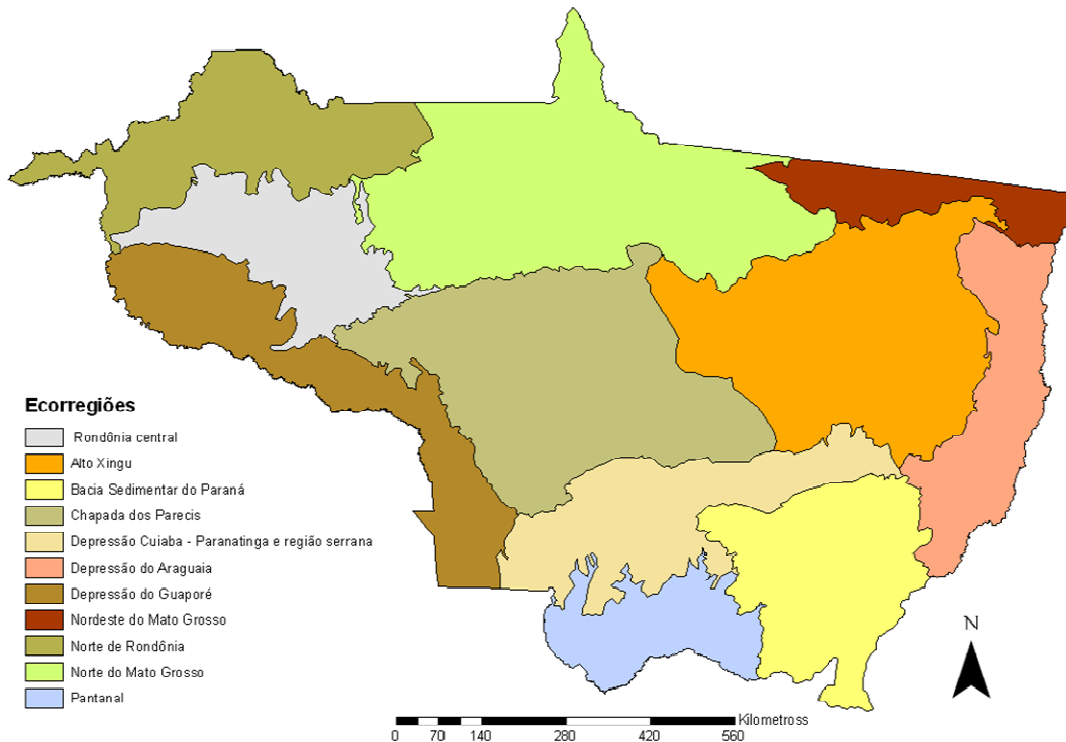 Ecorregiões
Rondônia central
Alto Xingu
Bacia Sedimentar do Paraná
Chapada dos Parecis
Depressão Cuiaba - Paranatinga e região serrana
Depressão do Araguaia
Depressão do Guaporé
Nordeste do Mato Grosso
Norte de Rondônia
Norte do Mato Grosso
Pantanal
N
Kilometross
0 70 140 280 420 560